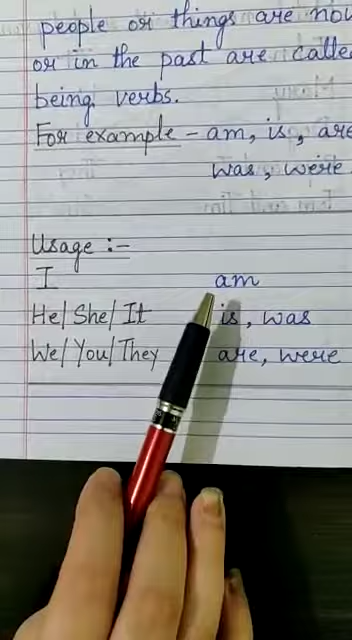 people or things are now
or in the past are called
being verbs.
For example - am, is, are
was, were
Usage :-
I am
He/ She/ It is, was
We/ You/ They are, were